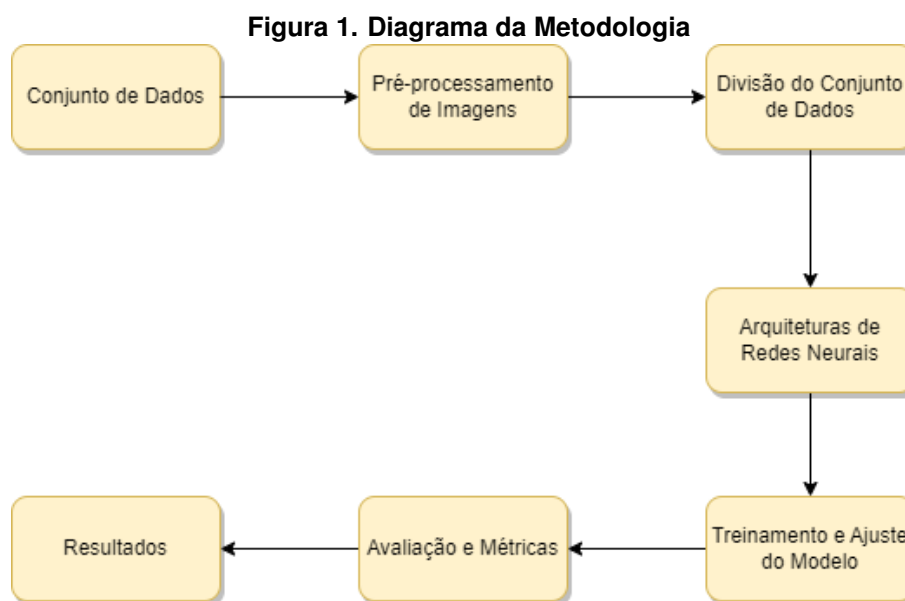 Figura 1. Diagrama da Metodologia
Conjunto de Dados
Pré-processamento
de Imagens
Divisão do Conjunto
de Dados
Arquiteturas de
Redes Neurais
Treinamento e Ajuste
do Modelo
Avaliação e Métricas
Resultados